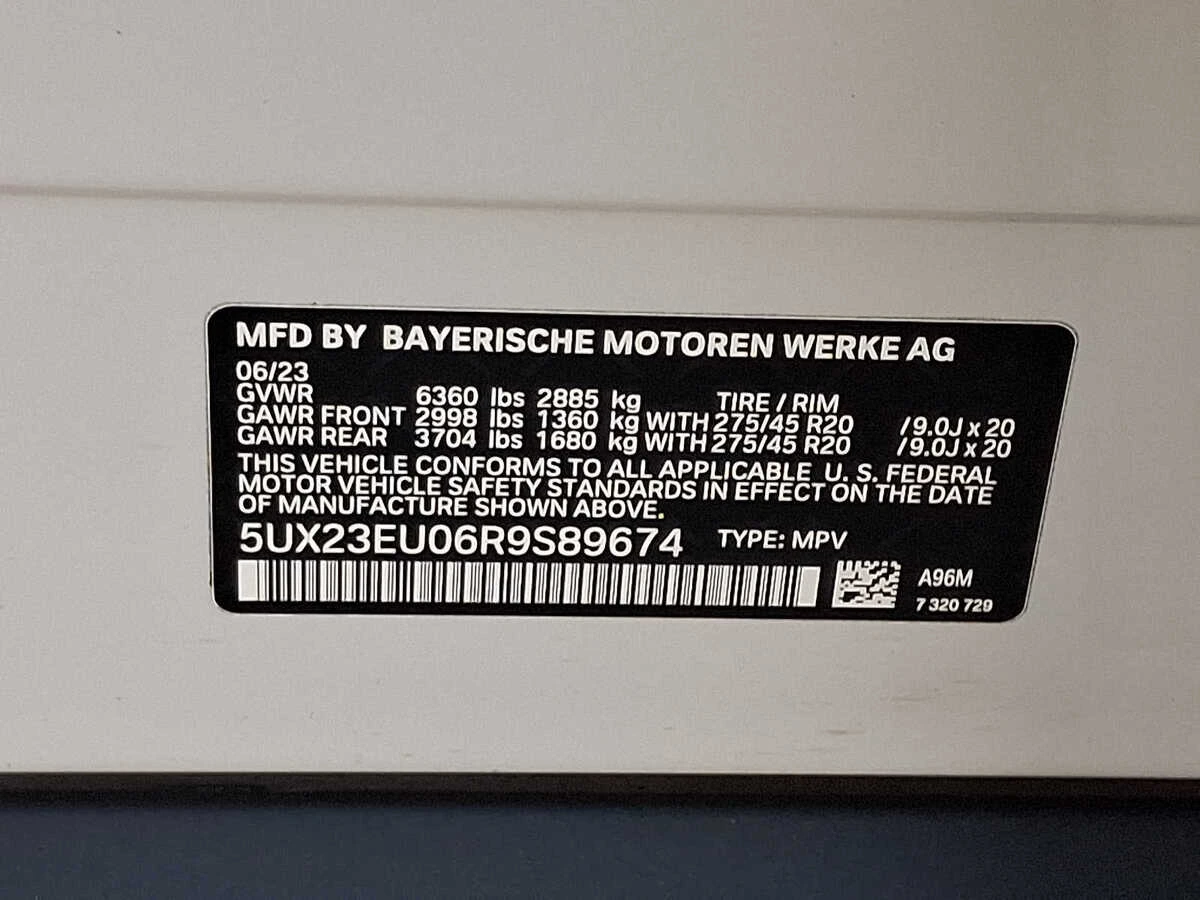 MFD BY BAYERISCHE MOTOREN WERKE AG
06/23
GVWR 6360 lbs 2885 kg TIRE / RIM
GAWR FRONT 2998 lbs 1360 kg WITH 275/45 R20 /9.0J x 20
GAWR REAR 3704 lbs 1680 kg WITH 275/45 R20 /9.0J x 20
THIS VEHICLE CONFORMS TO ALL APPLICABLE U. S. FEDERAL
MOTOR VEHICLE SAFETY STANDARDS IN EFFECT ON THE DATE
OF MANUFACTURE SHOWN ABOVE.
5UX23EU06R9S89674 TYPE: MPV
A96M
7 320 729